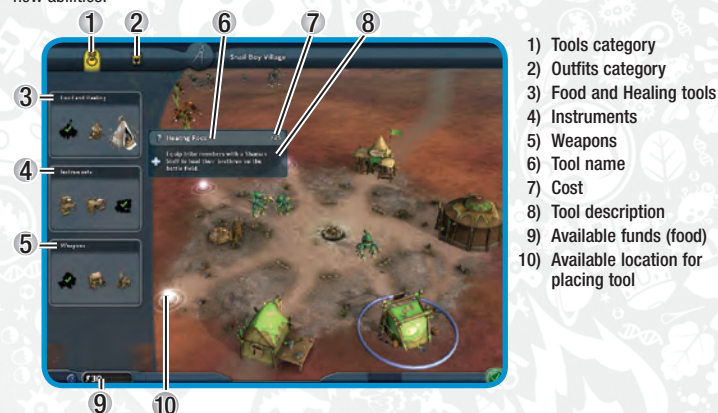 new abilities.
1
2
6
7
8
Snail Boy Village
3
Food and Healing
? Healing Rock
Equip tribe members with a Shaman
Staff to heal their brethren on the
battle field.
4
Instruments
5
Weapons
9
10
1) Tools category
2) Outfits category
3) Food and Healing tools
4) Instruments
5) Weapons
6) Tool name
7) Cost
8) Tool description
9) Available funds (food)
10) Available location for
placing tool